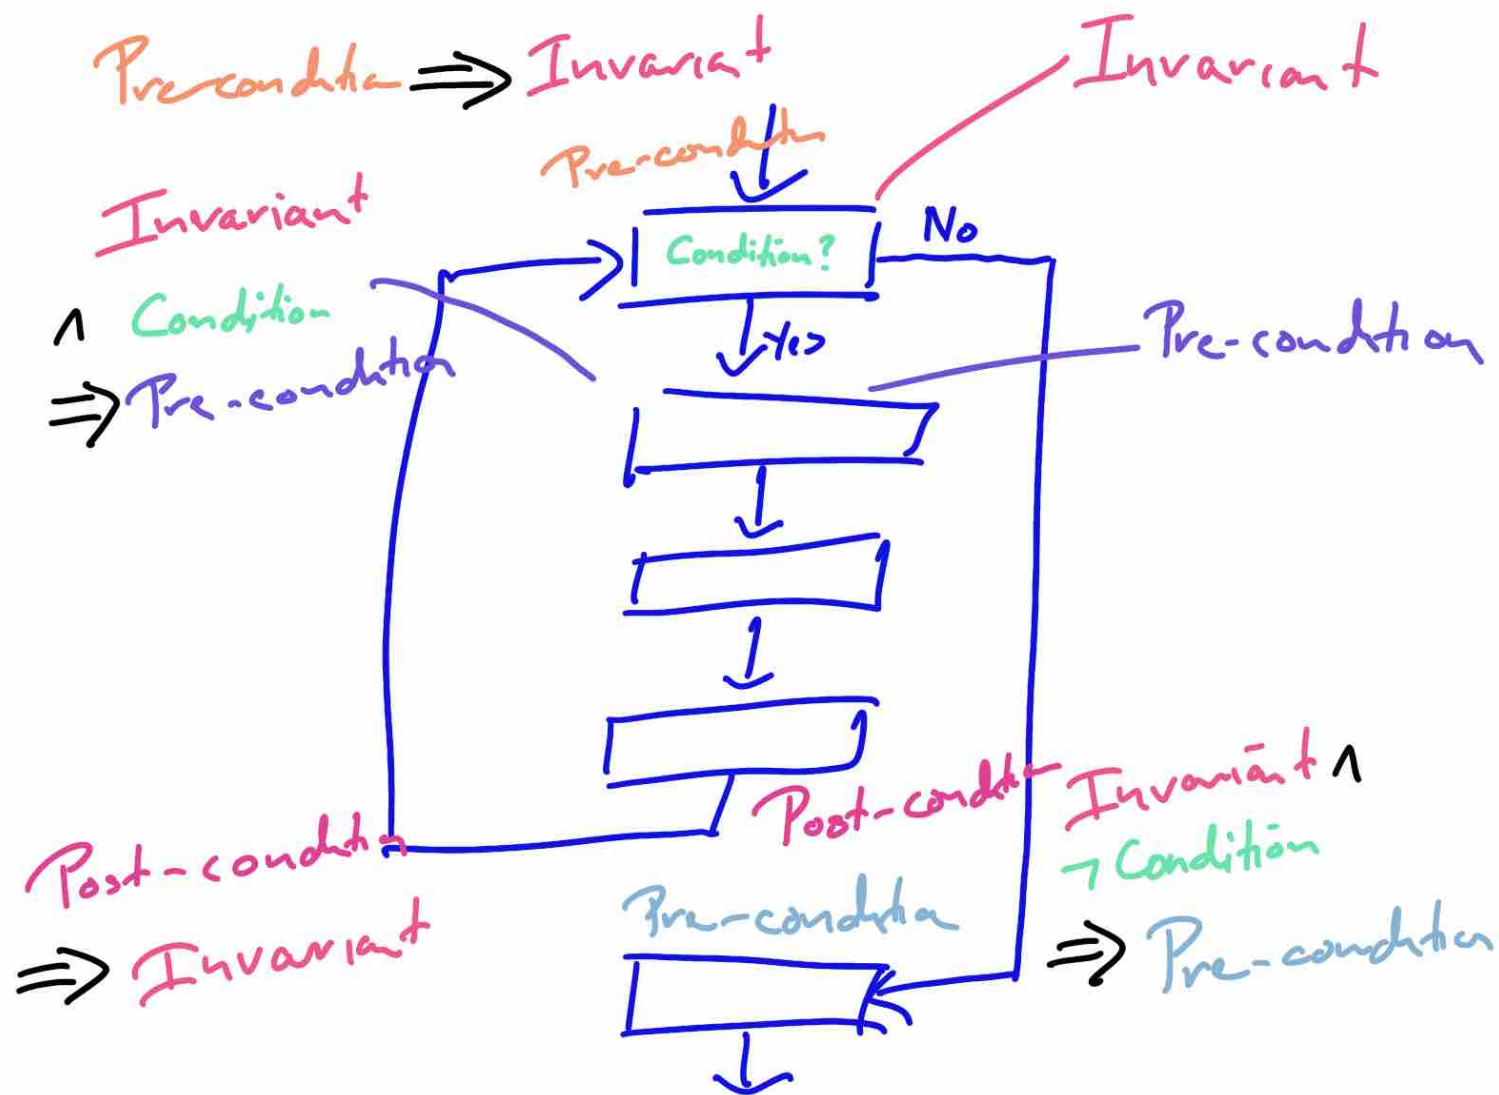 Pre-condition ⇒ Invariant
Invariant
Pre-condition
Invariant
∧ Condition
⇒ Pre-condition
Condition?
No
Yes
Pre-condition
Post-condition
⇒ Invariant
Post-condition
Invariant ∧
¬ Condition
⇒ Pre-condition
Pre-condition